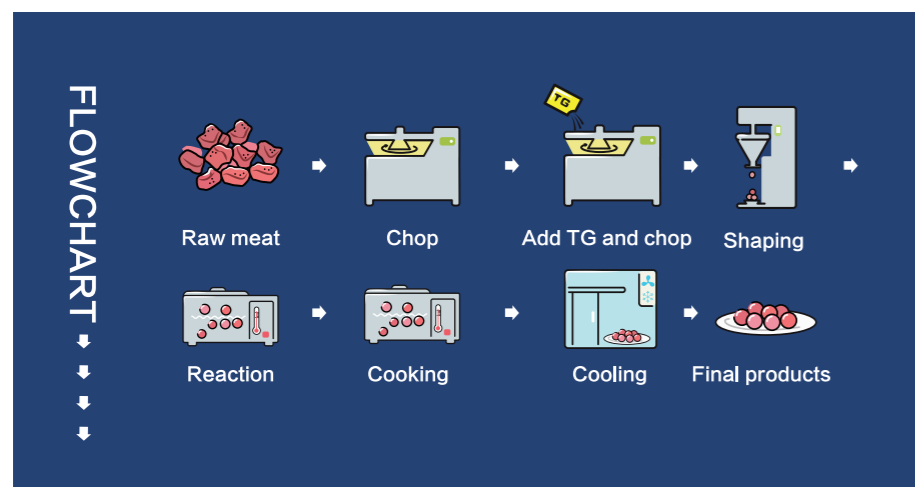 FLOWCHART
TG
Raw meat
Chop
Add TG and chop
Shaping
Reaction
Cooking
Cooling
Final products